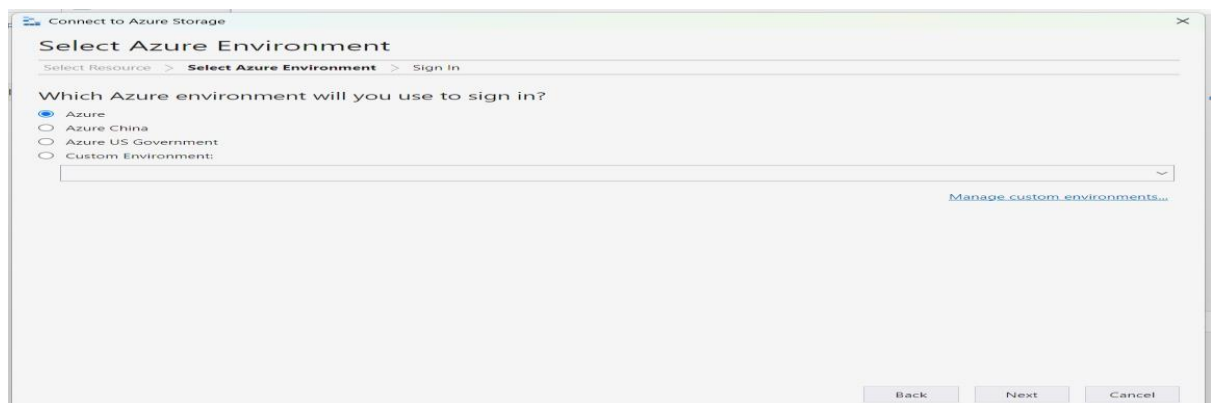 Connect to Azure Storage
Select Azure Environment
Select Resource > Select Azure Environment > Sign In
Which Azure environment will you use to sign in?
Azure
Azure China
Azure US Government
Custom Environment:
Manage custom environments...
Back Next Cancel